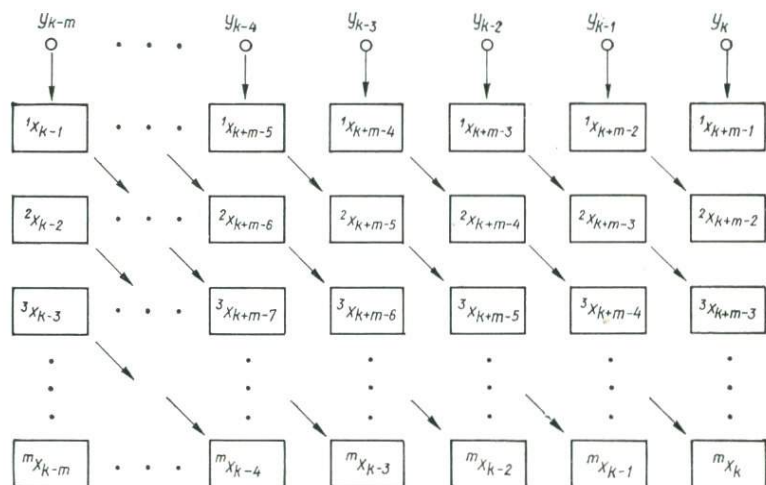 y_{k-m} . . . y_{k-4} y_{k-3} y_{k-2} y_{k-1} y_k
^1x_{k-1} . . . ^1x_{k+m-5} ^1x_{k+m-4} ^1x_{k+m-3} ^1x_{k+m-2} ^1x_{k+m-1}
^2x_{k-2} . . . ^2x_{k+m-6} ^2x_{k+m-5} ^2x_{k+m-4} ^2x_{k+m-3} ^2x_{k+m-2}
^3x_{k-3} . . . ^3x_{k+m-7} ^3x_{k+m-6} ^3x_{k+m-5} ^3x_{k+m-4} ^3x_{k+m-3}
^mx_{k-m} . . . ^mx_{k-4} ^mx_{k-3} ^mx_{k-2} ^mx_{k-1} ^mx_k